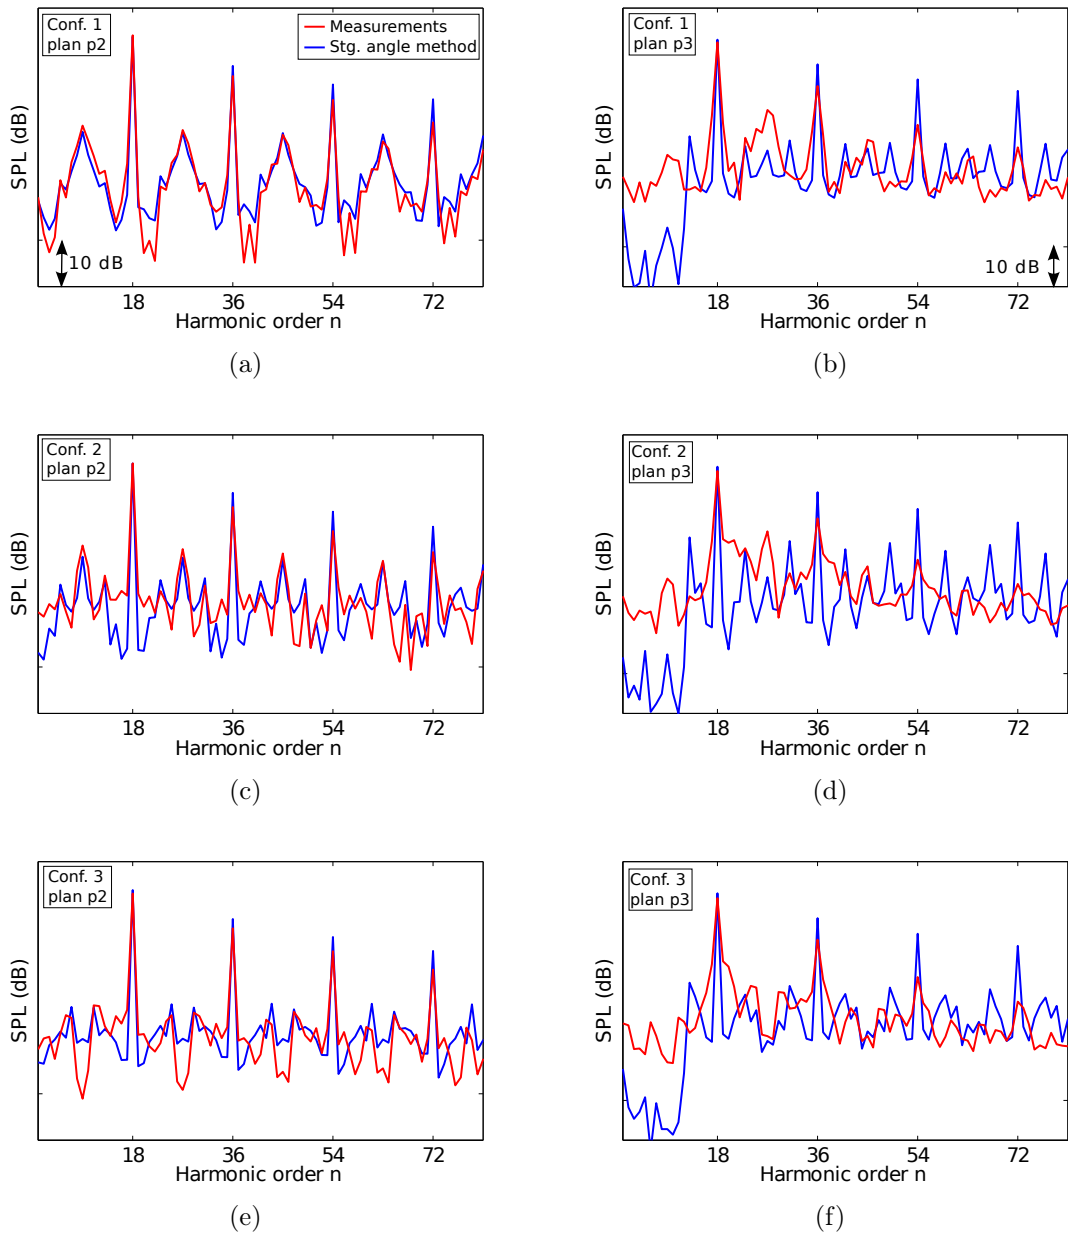 Conf. 1
plan p2
Measurements
Stg. angle method
SPL (dB)
10 dB
18 36 54 72
Harmonic order n
(a)
Conf. 1
plan p3
SPL (dB)
10 dB
18 36 54 72
Harmonic order n
(b)
Conf. 2
plan p2
SPL (dB)
18 36 54 72
Harmonic order n
(c)
Conf. 2
plan p3
SPL (dB)
18 36 54 72
Harmonic order n
(d)
Conf. 3
plan p2
SPL (dB)
18 36 54 72
Harmonic order n
(e)
Conf. 3
plan p3
SPL (dB)
18 36 54 72
Harmonic order n
(f)